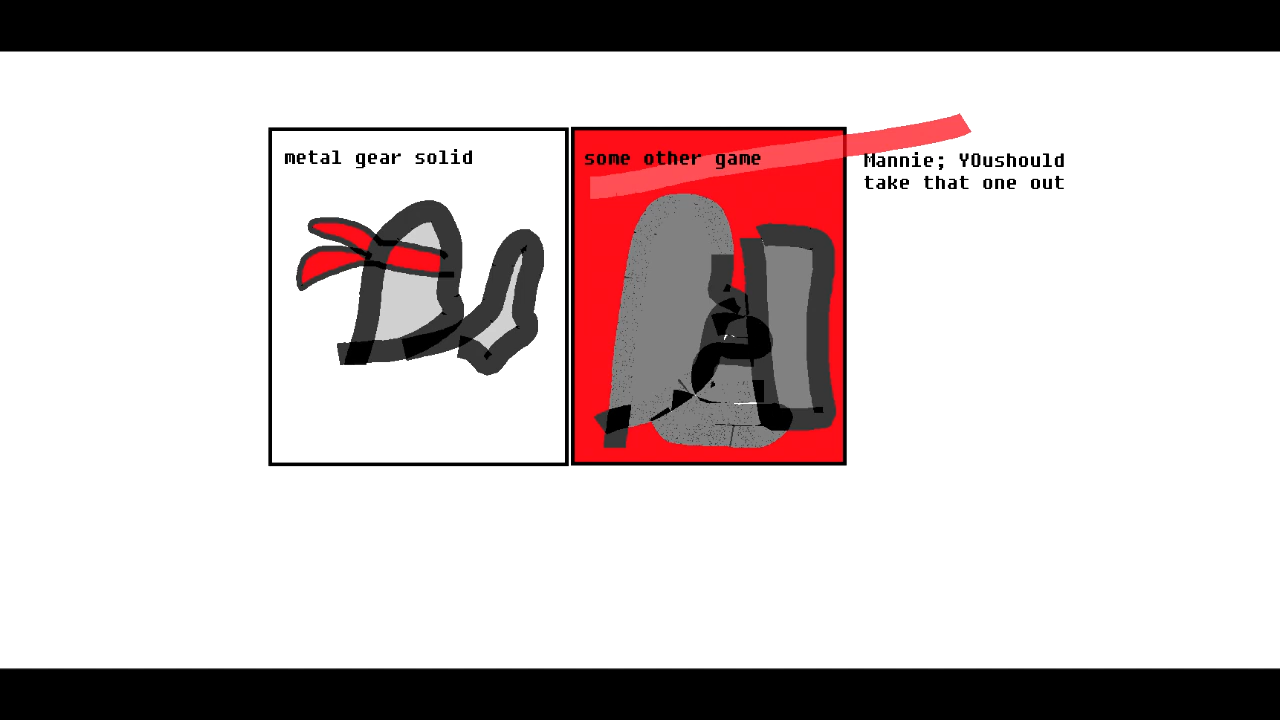 metal gear solid
some other game
Mannie; YOushould
take that one out